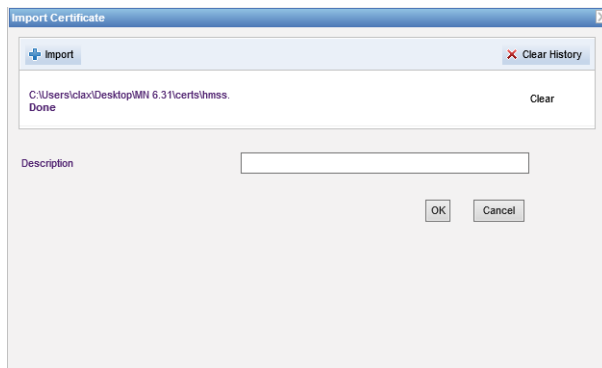 Import Certificate
Import
Clear History
C:\Users\clax\Desktop\MN 6.31\certs\hmss.
Clear
Done
Description
OK
Cancel